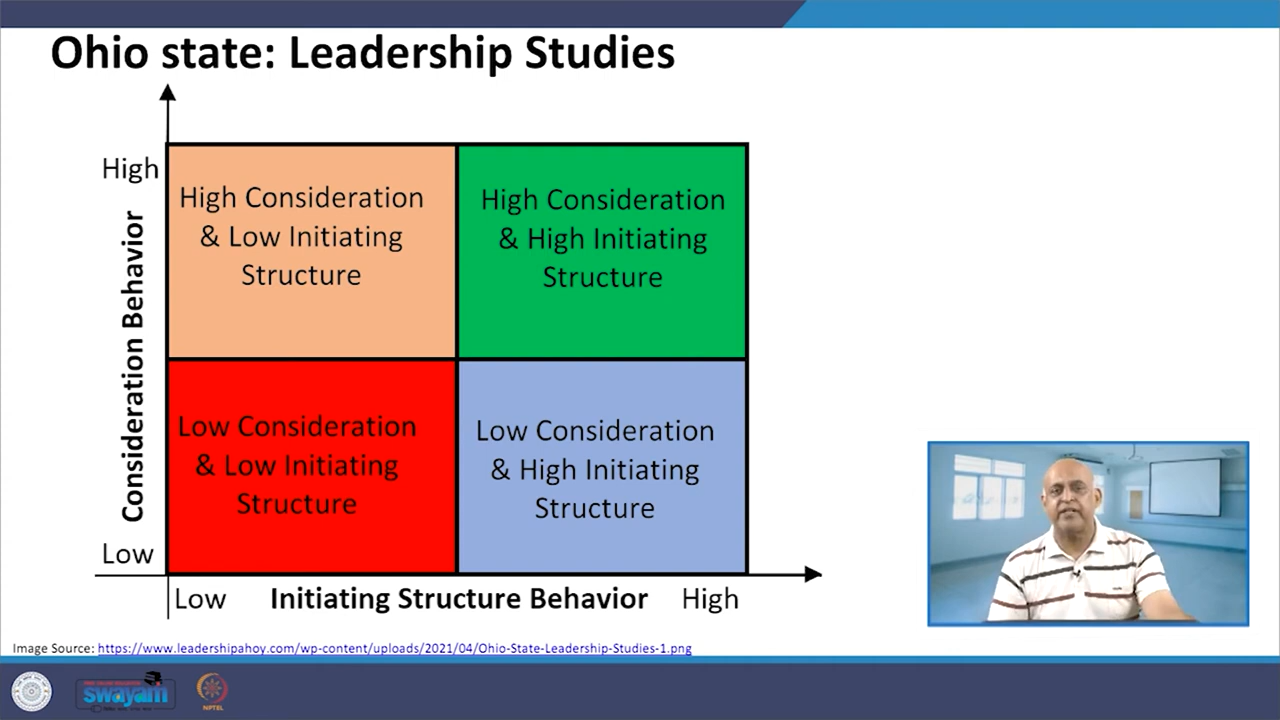 Ohio state: Leadership Studies
High
Consideration Behavior
Low
High Consideration
& Low Initiating
Structure
High Consideration
& High Initiating
Structure
Low Consideration
& Low Initiating
Structure
Low Consideration
& High Initiating
Structure
Low
Initiating Structure Behavior
High
Image Source: https://www.leadershipahoy.com/wp-content/uploads/2021/04/Ohio-State-Leadership-Studies-1.png
swayam
NPTEL